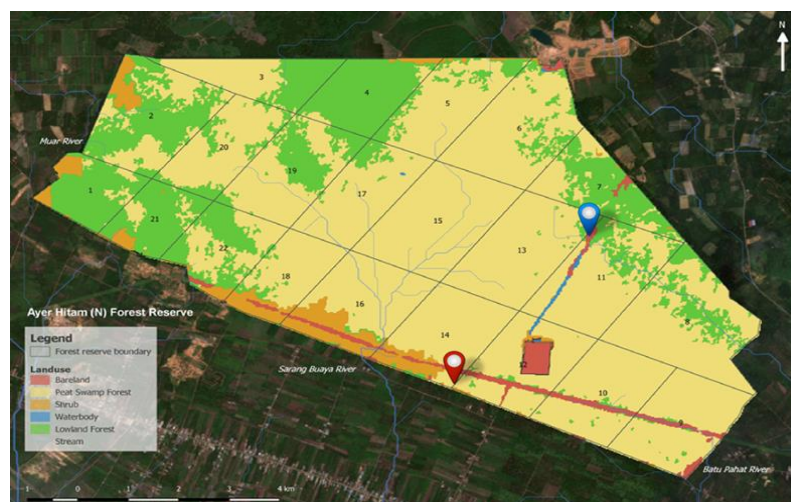 N
3
4
2
5
6
Muar River
20
19
7
1
17
21
15
22
13
11
18
16
8
Ayer Hitam (N) Forest Reserve
14
Legend
Forest reserve boundary
Landuse
Bareland
Peat Swamp Forest
Shrub
Waterbody
Lowland Forest
Stream
Sarang Buaya River
12
10
9
Batu Pahat River
1 0 1 2 3 4 km